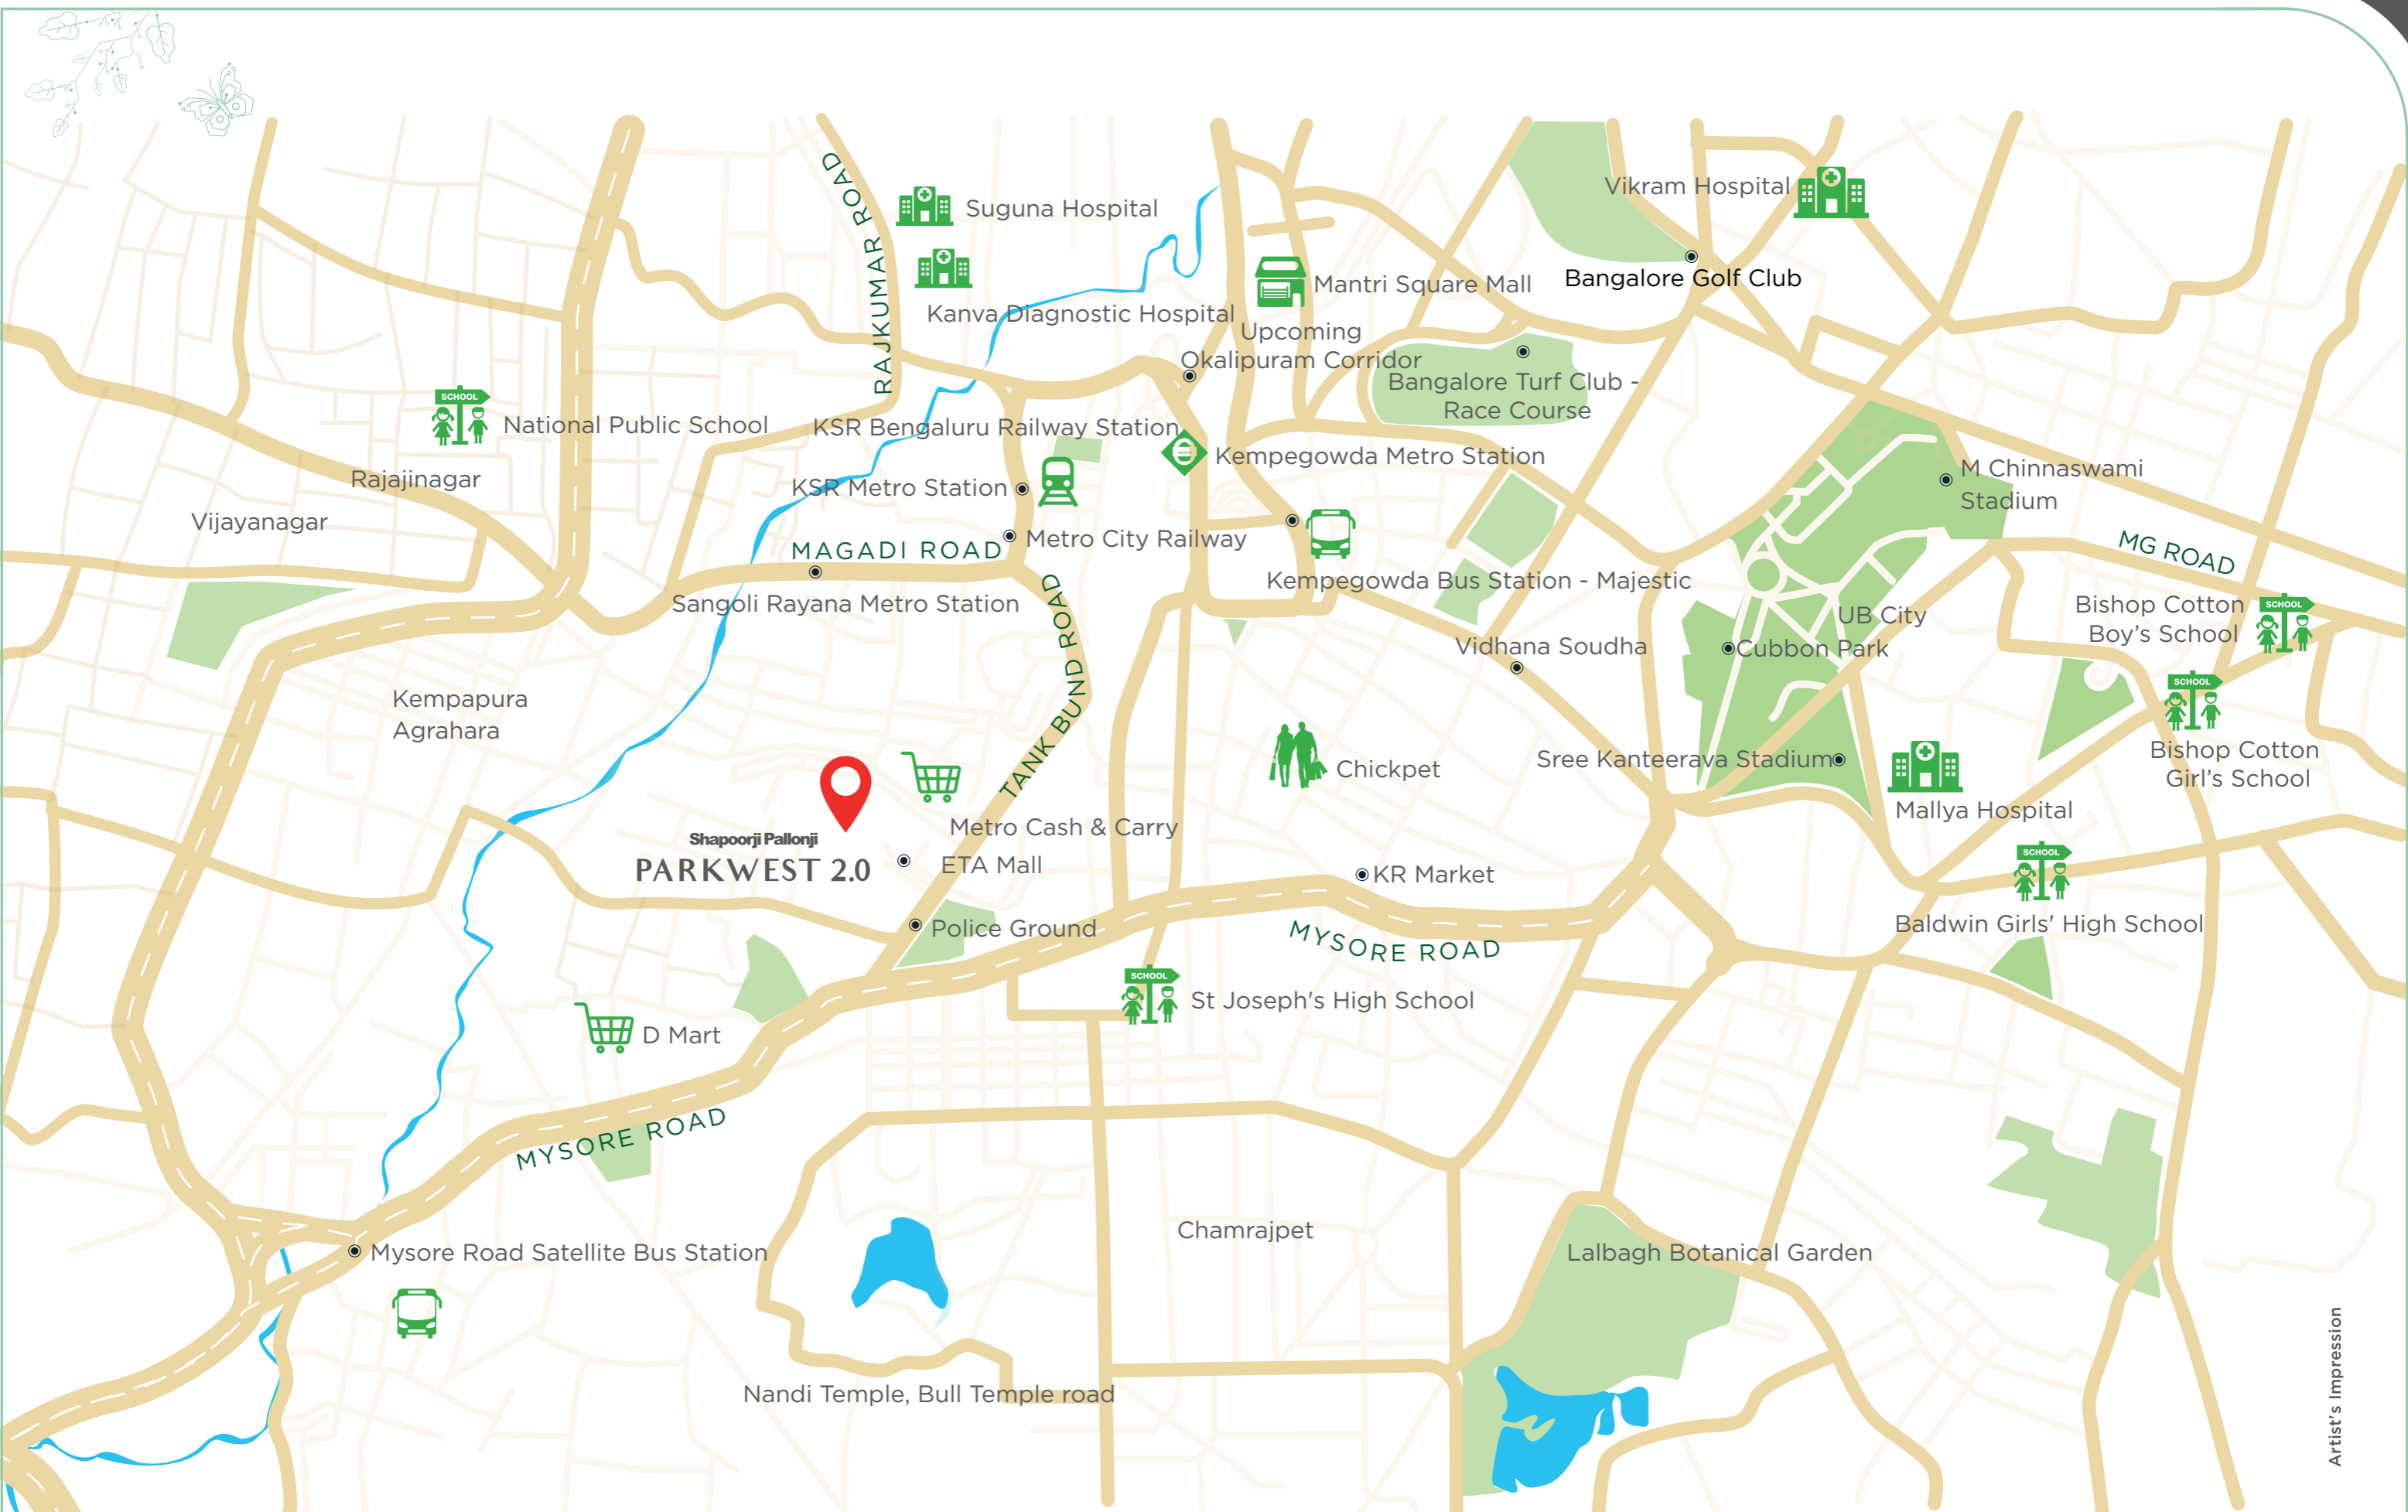 RAJKUMAR ROAD
Suguna Hospital
Vikram Hospital
Kanva Diagnostic Hospital
Mantri Square Mall
Bangalore Golf Club
Upcoming
Okalipuram Corridor
Bangalore Turf Club -
Race Course
SCHOOL
National Public School
KSR Bengaluru Railway Station
Kempegowda Metro Station
Rajajinagar
KSR Metro Station
M Chinnaswami
Stadium
Vijayanagar
MAGADI ROAD
Metro City Railway
MG ROAD
Kempegowda Bus Station - Majestic
Sangoli Rayana Metro Station
TANK BUND ROAD
UB City
Bishop Cotton
Boy's School
SCHOOL
Vidhana Soudha
Cubbon Park
Kempapura
Agrahara
SCHOOL
Bishop Cotton
Girl's School
Chickpet
Sree Kanteerava Stadium
Mallya Hospital
Metro Cash & Carry
Shapoorji Pallonji
PARKWEST 2.0
ETA Mall
KR Market
SCHOOL
Baldwin Girls' High School
Police Ground
MYSORE ROAD
SCHOOL
St Joseph's High School
D Mart
MYSORE ROAD
Chamrajpet
Mysore Road Satellite Bus Station
Lalbagh Botanical Garden
Nandi Temple, Bull Temple road
Artist's Impression